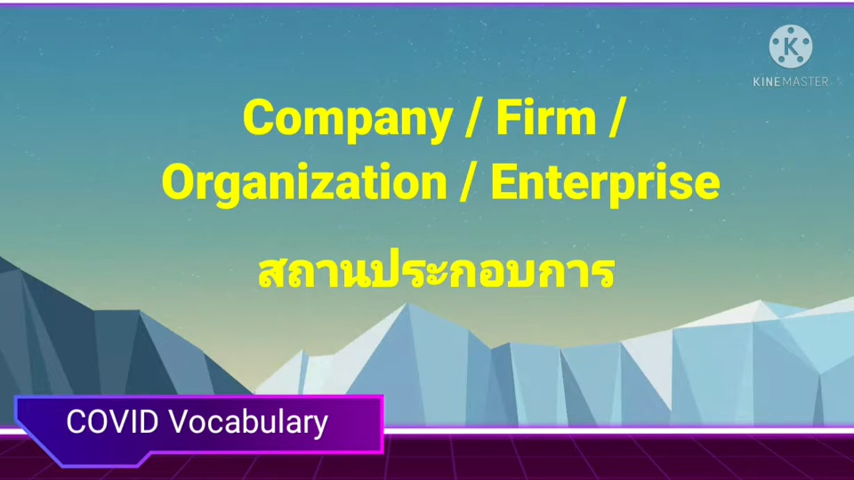 KINEMASTER
Company / Firm /
Organization / Enterprise
สถานประกอบการ
COVID Vocabulary